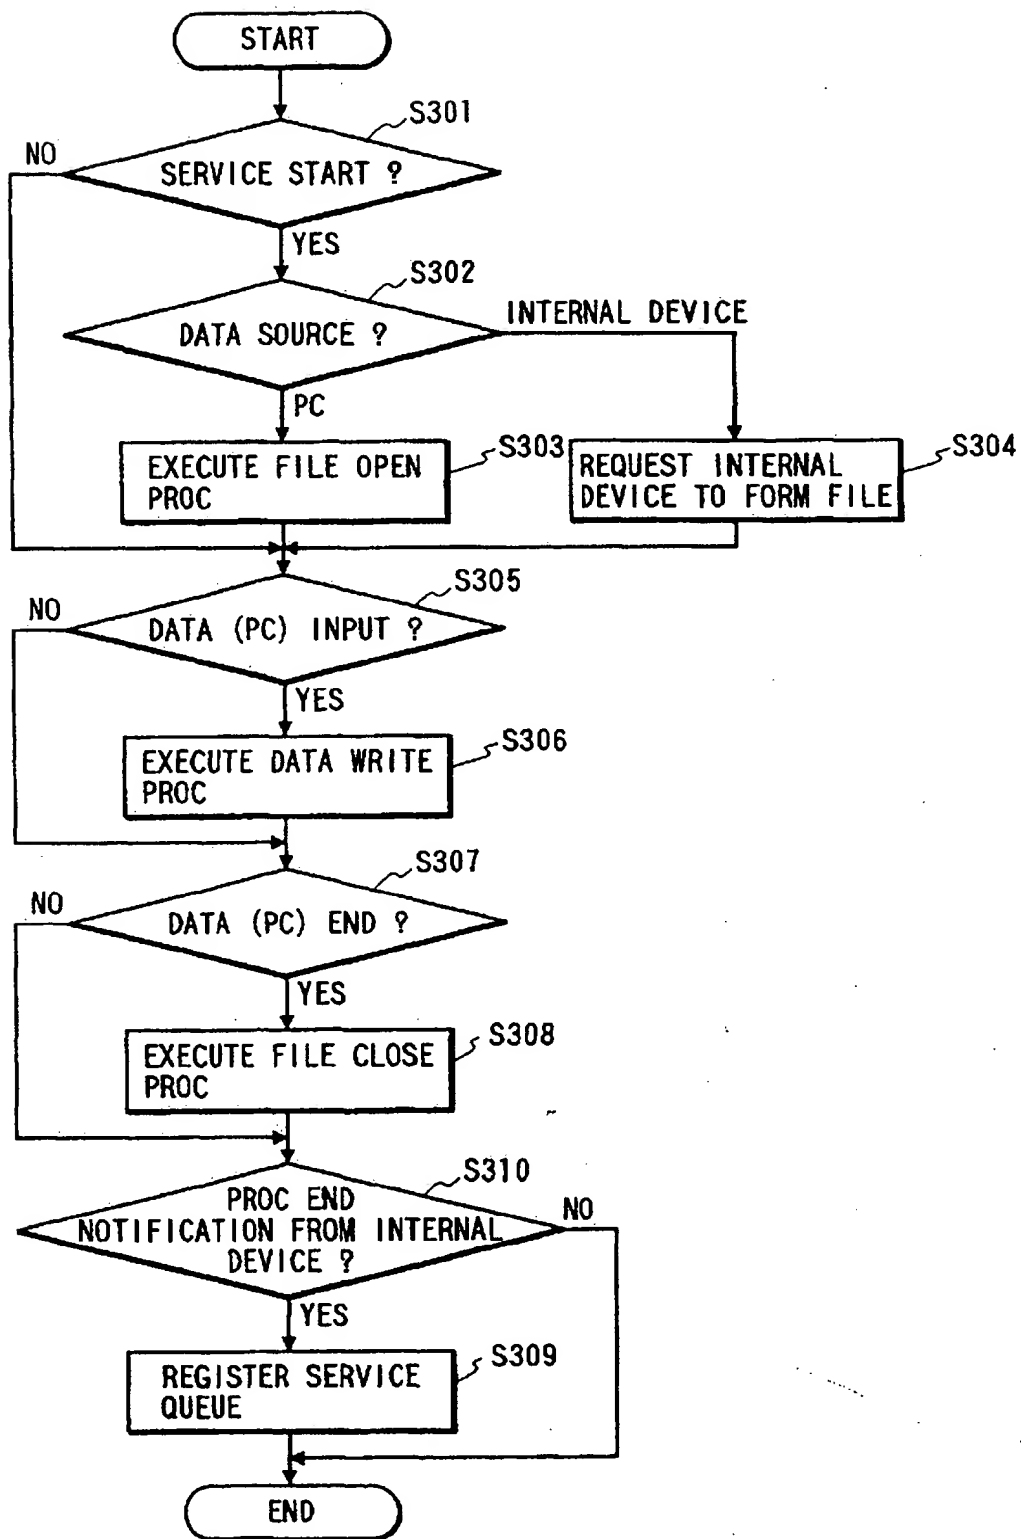 START
S301
NO
SERVICE START ?
YES
S302
INTERNAL DEVICE
DATA SOURCE ?
PC
S303
S304
EXECUTE FILE OPEN
PROC
REQUEST INTERNAL
DEVICE TO FORM FILE
S305
NO
DATA (PC) INPUT ?
YES
S306
EXECUTE DATA WRITE
PROC
S307
NO
DATA (PC) END ?
YES
S308
EXECUTE FILE CLOSE
PROC
S310
PROC END
NO
NOTIFICATION FROM INTERNAL
DEVICE ?
YES
S309
REGISTER SERVICE
QUEUE
END